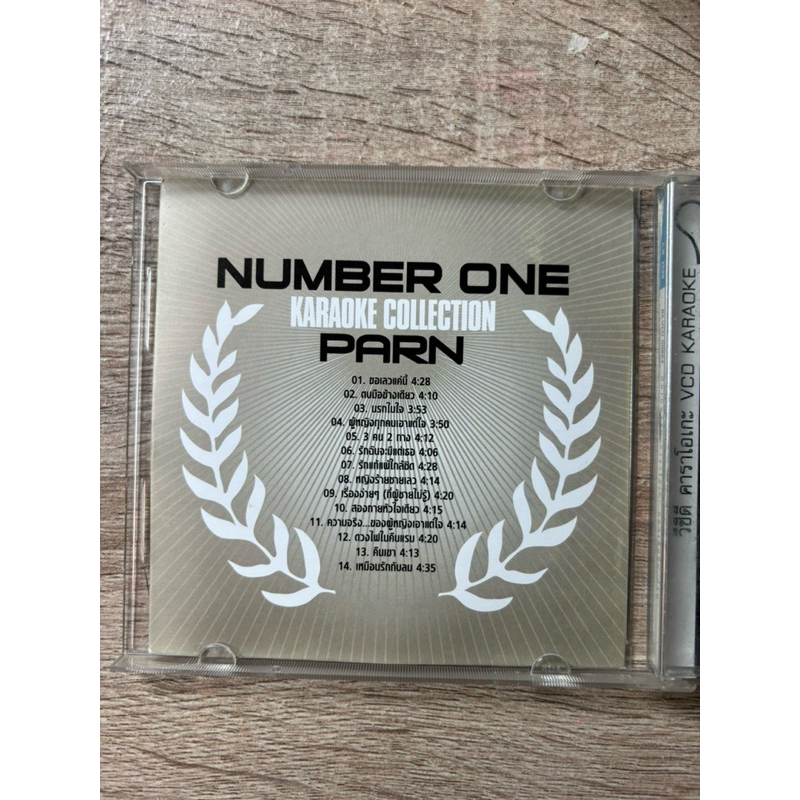 NUMBER ONE
KARAOKE COLLECTION
PARN
01. ขอเลวแค่นี้ 4:28
02. ตบมือข้างเดียว 4:10
03. นรกในใจ 3:53
04. ผู้หญิงทุกคนเอาแต่ใจ 3:50
05. 3 คน 2 ทาง 4:12
06. รักฉันจะมีแต่เธอ 4:06
07. รักแท้แพ้ใกล้ชิด 4:28
08. หญิงร้ายชายเลว 4:14
09. เรื่องง่ายๆ (ที่ผู้ชายไม่รู้) 4:20
10. สองกายหัวใจเดียว 4:15
11. ความจริง...ของผู้หญิงเอาแต่ใจ 4:14
12. ดวงไฟในคืนแรม 4:20
13. คืนเขา 4:13
14. เหมือนรักกับลม 4:35
วีซีดี คาราโอเกะ VCD KARAOKE